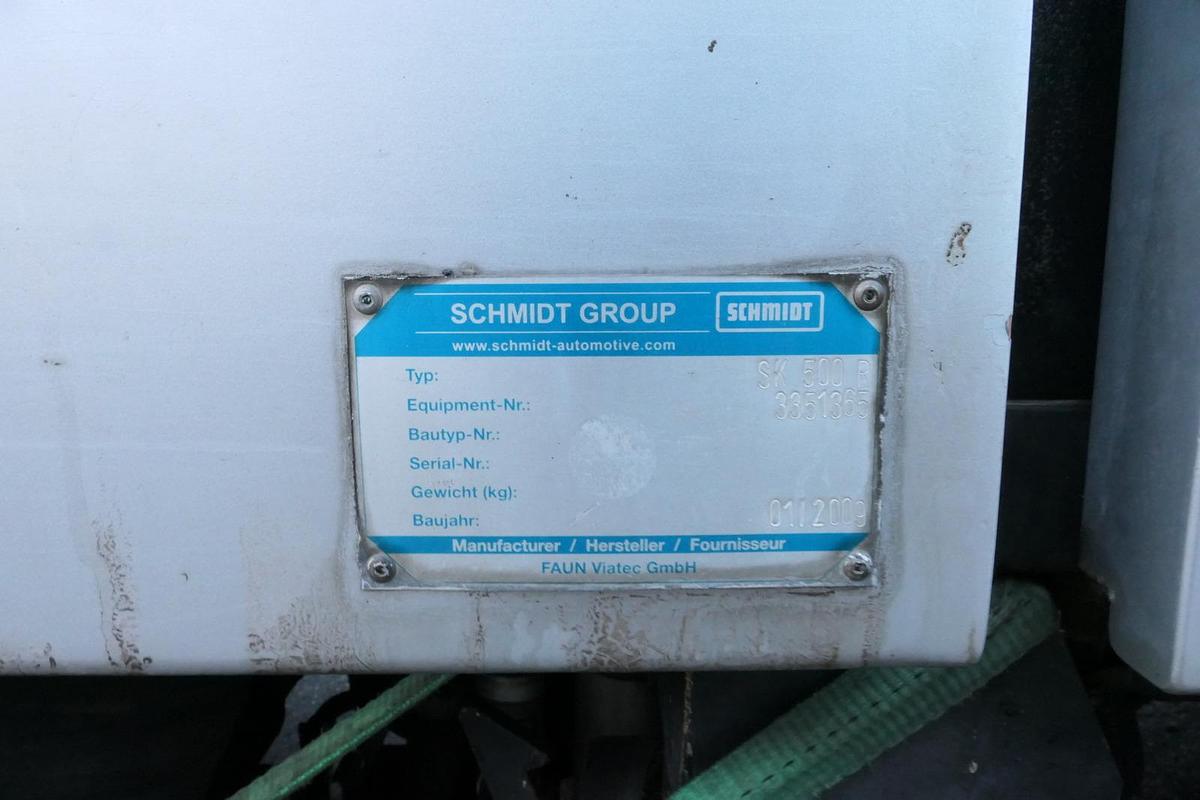 SCHMIDT GROUP SCHMIDT
www.schmidt-automotive.com
Typ: SK 500 R
Equipment-Nr.: 3351365
Bautyp-Nr.:
Serial-Nr.:
Gewicht (kg):
Baujahr: 01/2009
Manufacturer / Hersteller / Fournisseur
FAUN Viatec GmbH